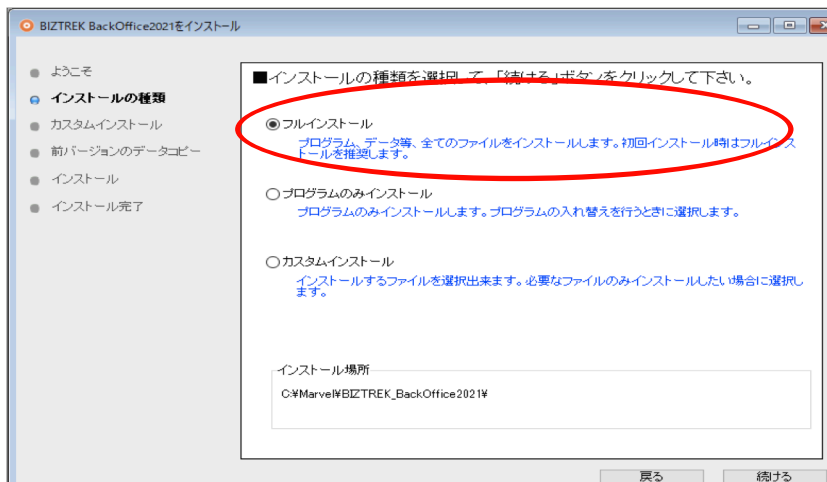 BIZTREK BackOffice2021をインストール
ようこそ
インストールの種類
カスタムインストール
前バージョンのデータコピー
インストール
インストール完了
■インストールの種類を選択して、「続ける」ボタンをクリックして下さい。
フルインストール
プログラム、データ等、全てのファイルをインストールします。初回インストール時はフルインス
トールを推奨します。
プログラムのみインストール
プログラムのみインストールします。プログラムの入れ替えを行うときに選択します。
カスタムインストール
インストールするファイルを選択出来ます。必要なファイルのみインストールしたい場合に選択し
ます。
インストール場所
C:¥Marvel¥BIZTREK_BackOffice2021¥
戻る
続ける